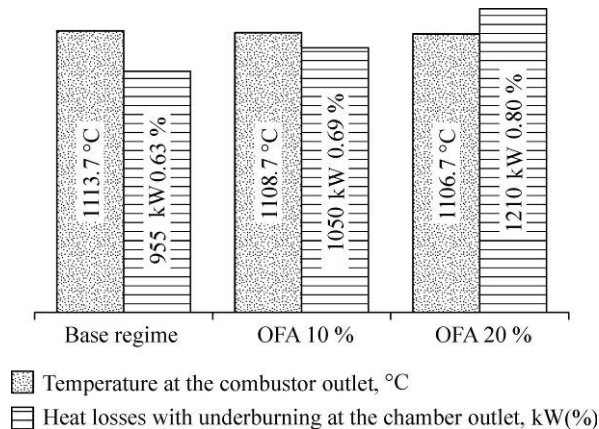 1113.7 °C
955 kW 0.63 %
1108.7 °C
1050 kW 0.69 %
1106.7 °C
1210 kW 0.80 %
Base regime
OFA 10 %
OFA 20 %
Temperature at the combustor outlet, °C
Heat losses with underburning at the chamber outlet, kW(%)